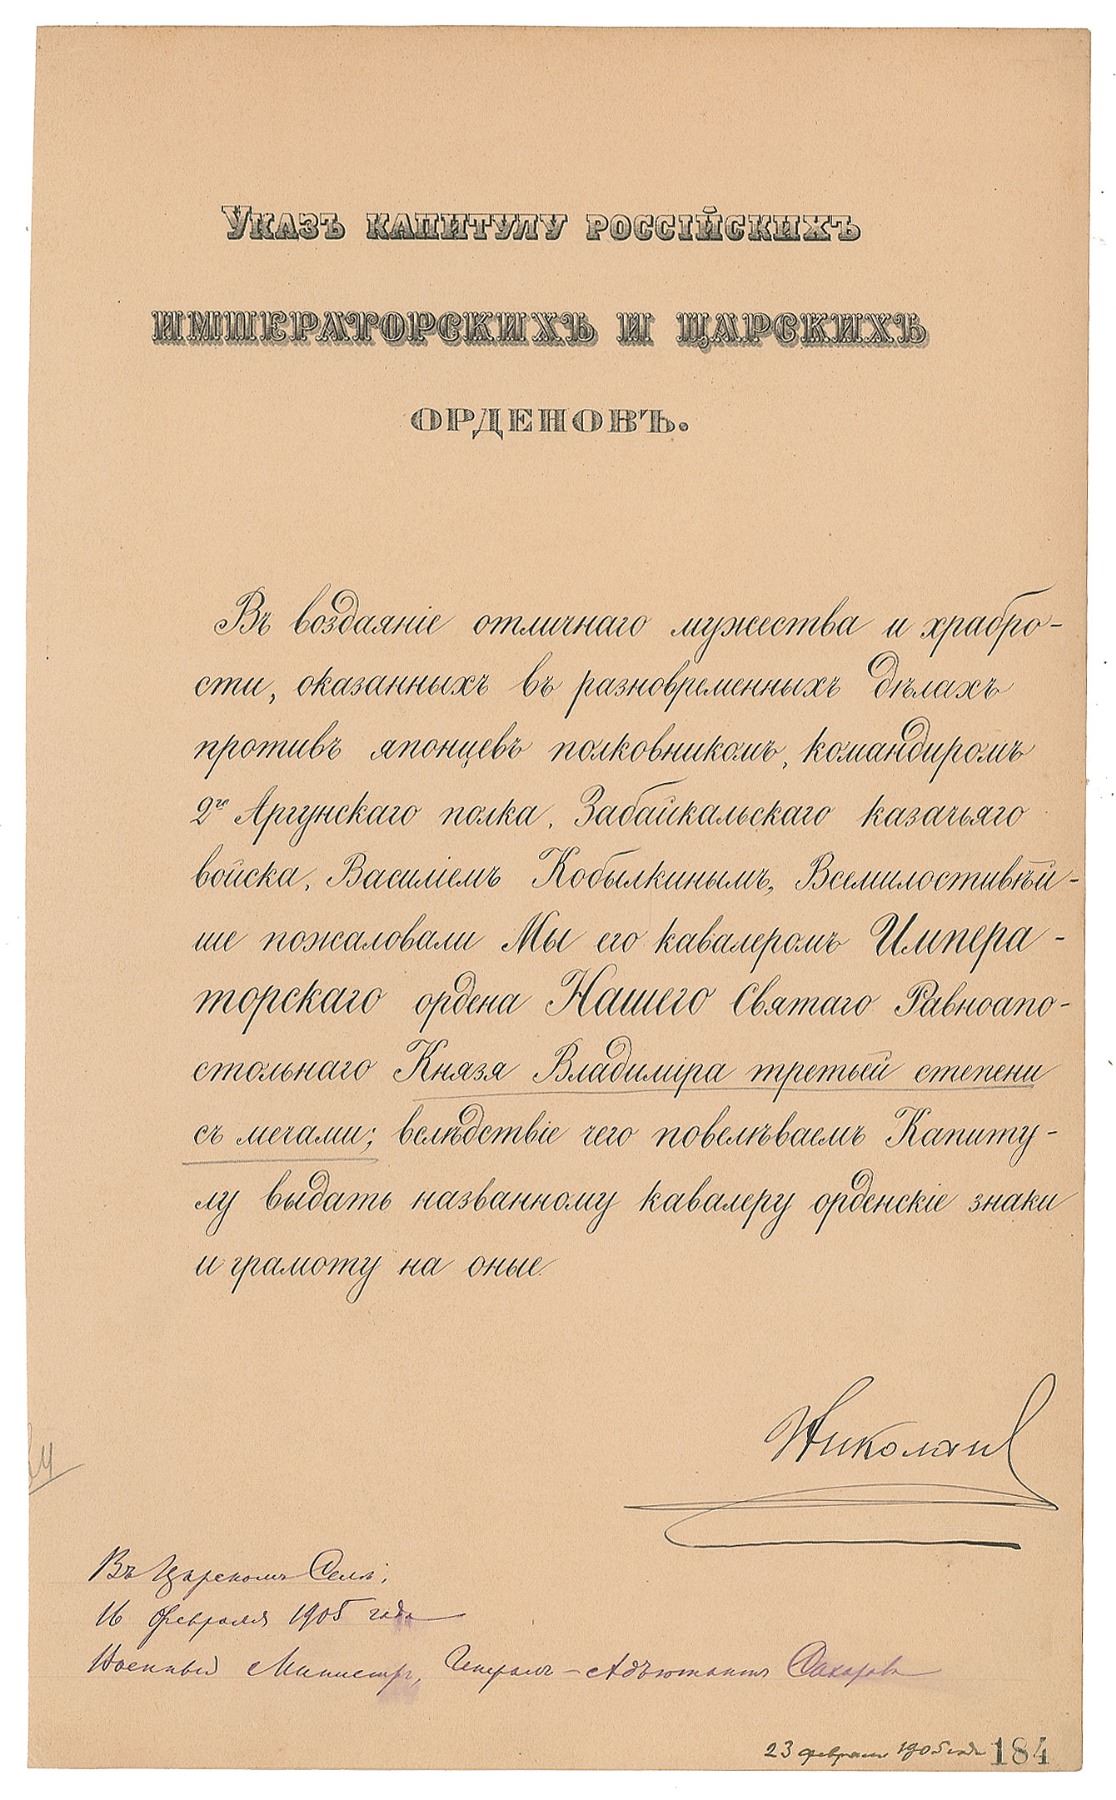 Указъ капитулу россійскихъ
императорскихъ и царскихъ
орденовъ.
Въ воздаяніе отличнаго мужества и храбро-
сти, оказанныхъ въ разновременныхъ дѣлахъ
противъ японцевъ полковникомъ, командиромъ
2го Аргунскаго полка, Забайкальскаго казачьяго
войска, Василіемъ Кобылкинымъ, Всемилостивѣй-
ше пожаловали Мы его кавалеромъ Импера-
торскаго ордена Нашего Святаго Равноапо-
стольнаго Князя Владиміра третьей степени
съ мечами; вслѣдствіе чего повелѣваемъ Капиту-
лу выдать названному кавалеру орденскіе знаки
и грамоту на оные.
Николай
Въ Царскомъ Селѣ,
16 февраля 1905 года
Военный Министръ, Генералъ-Адъютантъ Сахаровъ
23 февраля 1905 года 184